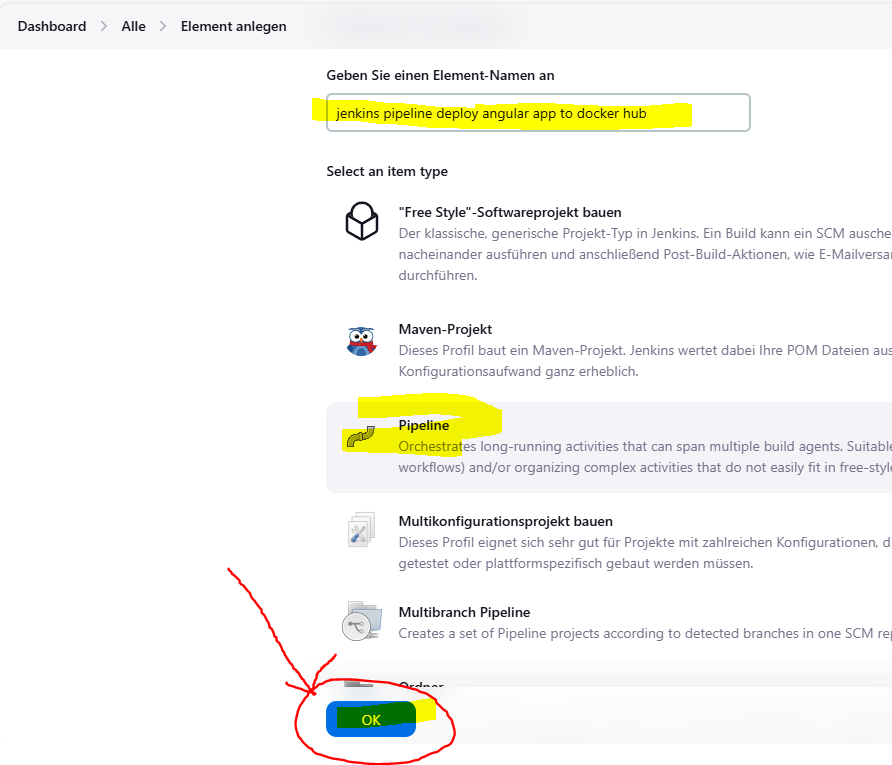 Dashboard > Alle > Element anlegen
Geben Sie einen Element-Namen an
jenkins pipeline deploy angular app to docker hub
Select an item type
"Free Style"-Softwareprojekt bauen
Der klassische, generische Projekt-Typ in Jenkins. Ein Build kann ein SCM ausche
nacheinander ausführen und anschließend Post-Build-Aktionen, wie E-Mailversa
durchführen.
Maven-Projekt
Dieses Profil baut ein Maven-Projekt. Jenkins wertet dabei Ihre POM Dateien aus
Konfigurationsaufwand ganz erheblich.
Pipeline
Orchestrates long-running activities that can span multiple build agents. Suitable
workflows) and/or organizing complex activities that do not easily fit in free-style
Multikonfigurationsprojekt bauen
Dieses Profil eignet sich sehr gut für Projekte mit zahlreichen Konfigurationen, di
getestet oder plattformspezifisch gebaut werden müssen.
Multibranch Pipeline
Creates a set of Pipeline projects according to detected branches in one SCM rep
Ordner
OK